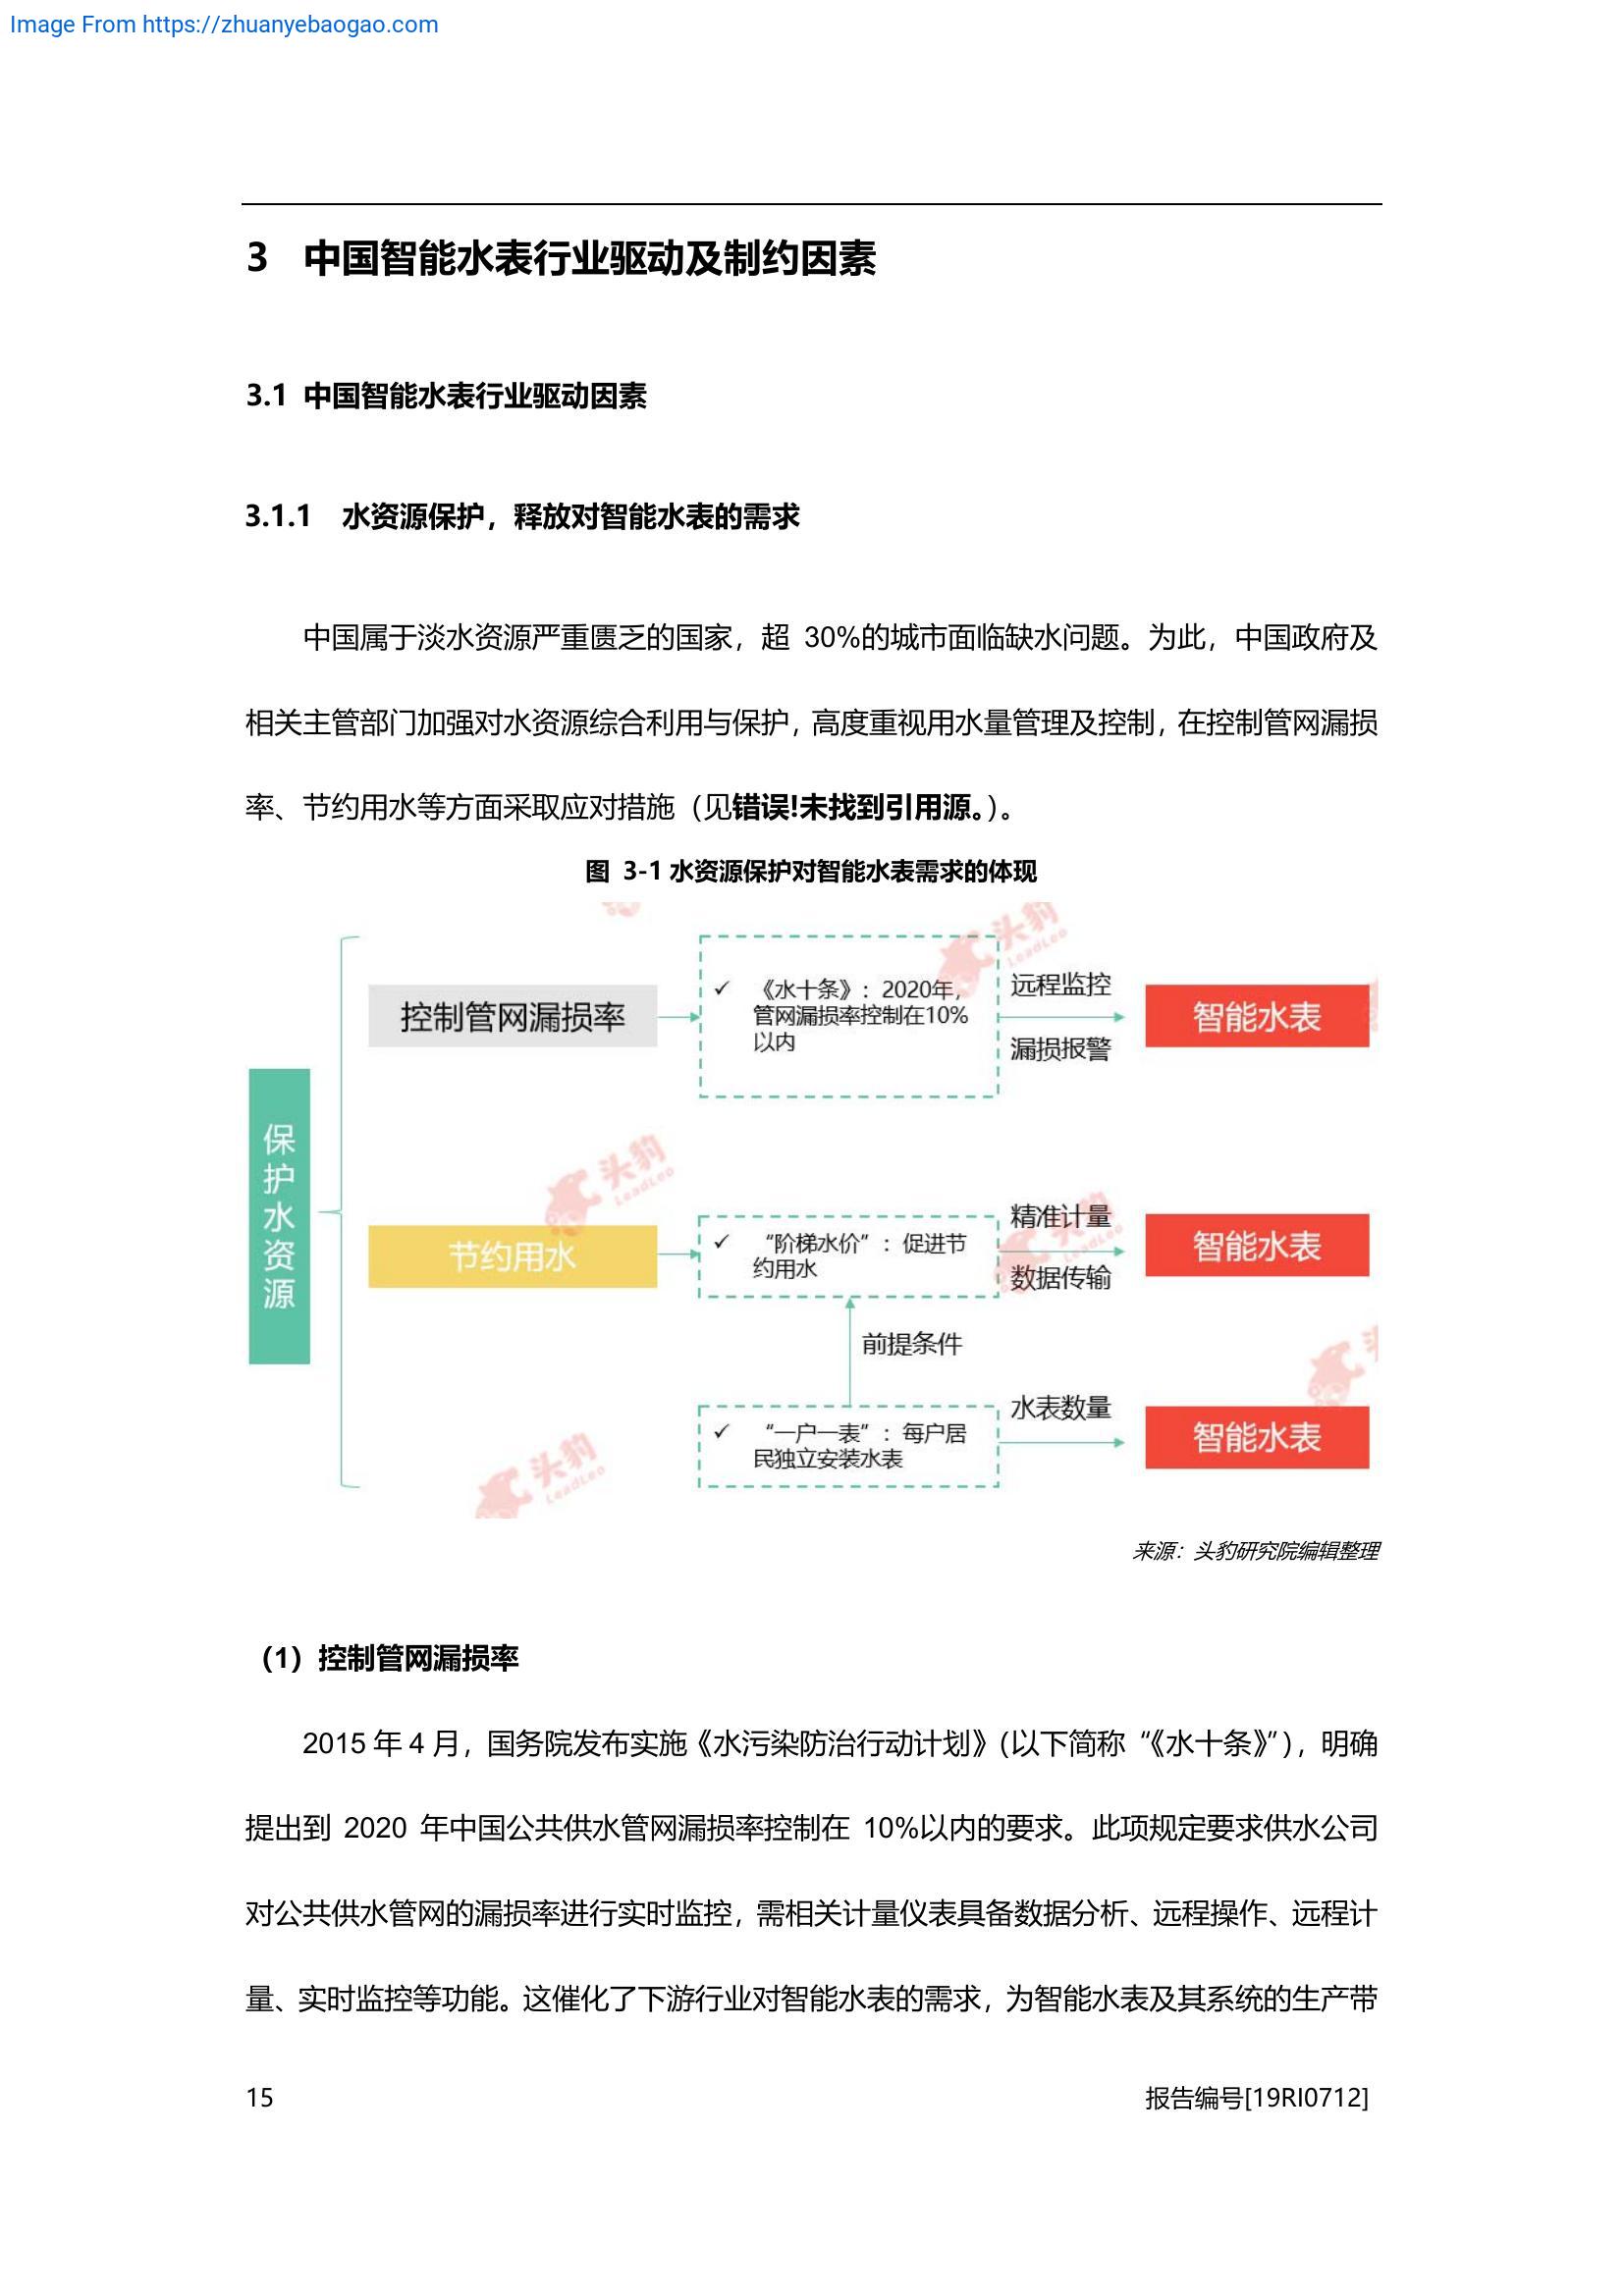 Image From https://zhuanyebaogao.com
3 中国智能水表行业驱动及制约因素
3.1 中国智能水表行业驱动因素
3.1.1 水资源保护，释放对智能水表的需求
中国属于淡水资源严重匮乏的国家，超 30%的城市面临缺水问题。为此，中国政府及
相关主管部门加强对水资源综合利用与保护，高度重视用水量管理及控制，在控制管网漏损
率、节约用水等方面采取应对措施（见错误!未找到引用源。）。
图 3-1 水资源保护对智能水表需求的体现
保护水资源
控制管网漏损率
✓ 《水十条》：2020年，
管网漏损率控制在10%
以内
远程监控
漏损报警
智能水表
节约用水
✓ “阶梯水价”：促进节
约用水
精准计量
数据传输
智能水表
前提条件
✓ “一户一表”：每户居
民独立安装水表
水表数量
智能水表
头豹
LeadLeo
头豹
LeadLeo
头豹
LeadLeo
头豹
LeadLeo
来源：头豹研究院编辑整理
（1）控制管网漏损率
2015 年 4 月，国务院发布实施《水污染防治行动计划》(以下简称“《水十条》”)，明确
提出到 2020 年中国公共供水管网漏损率控制在 10%以内的要求。此项规定要求供水公司
对公共供水管网的漏损率进行实时监控，需相关计量仪表具备数据分析、远程操作、远程计
量、实时监控等功能。这催化了下游行业对智能水表的需求，为智能水表及其系统的生产带
15
报告编号[19RI0712]